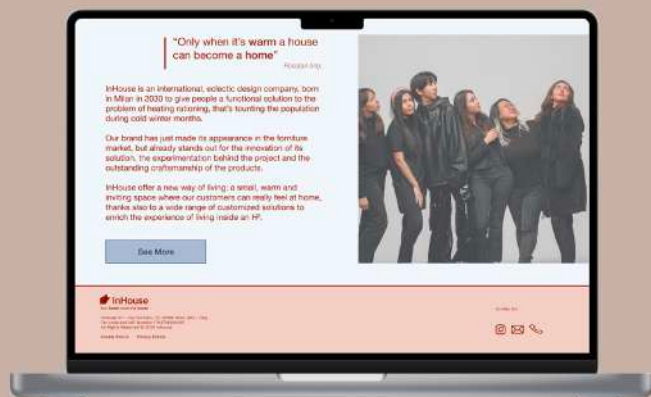 "Only when it's warm a house
can become a home"
InHouse is an international, eclectic design company, born
in Milan in 2030 to give people a functional solution to the
problem of heating rationing, that's tounting the population
during cold winter months.
Our brand has just made its appearance in the forniture
market, but already stands out for the innovation of its
solution, the experimentation behind the project and the
outstanding craftsmanship of the products.
InHouse offer a new way of living: a small, warm and
inviting space where our customers can really feel at home,
thanks also to a wide range of customized solutions to
enrich the experience of living inside an H².
See More
InHouse